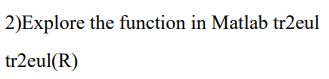 2)Explore the function in Matlab tr2eul
tr2eul(R)